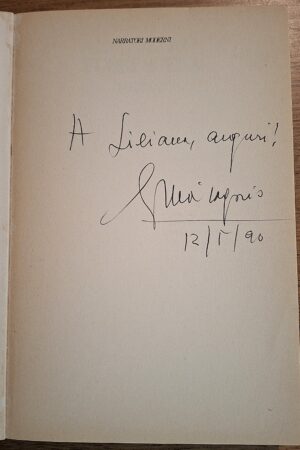 NARRATORI MODERNI
A Liliana, auguri!
12/5/90